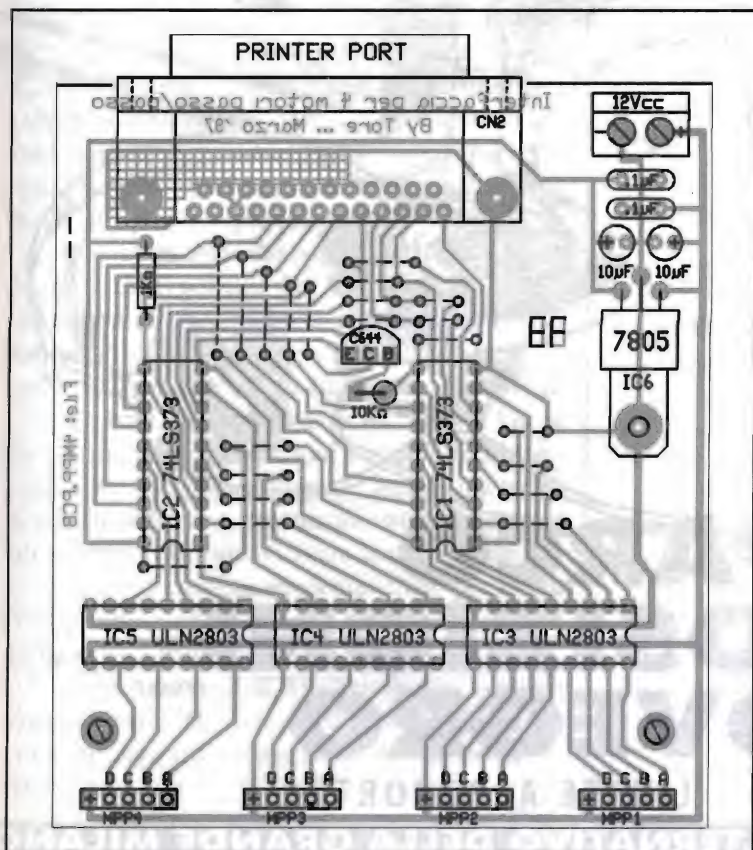 PRINTER PORT
Interfaccia per 4 motori passo/passo
By Tore ... Marzo '97
CN2
12Vcc
- +
.1µF
.1µF
+ +
10µF 10µF
1KΩ
C644
E C B
7805
IC6
10KΩ
IC2 74LS373
IC1 74LS373
File: 4MPP.PCB
IC5 ULN2803
IC4 ULN2803
IC3 ULN2803
D C B A
D C B A
D C B A
D C B A
+
+
+
+
MPP4
MPP3
MPP2
MPP1